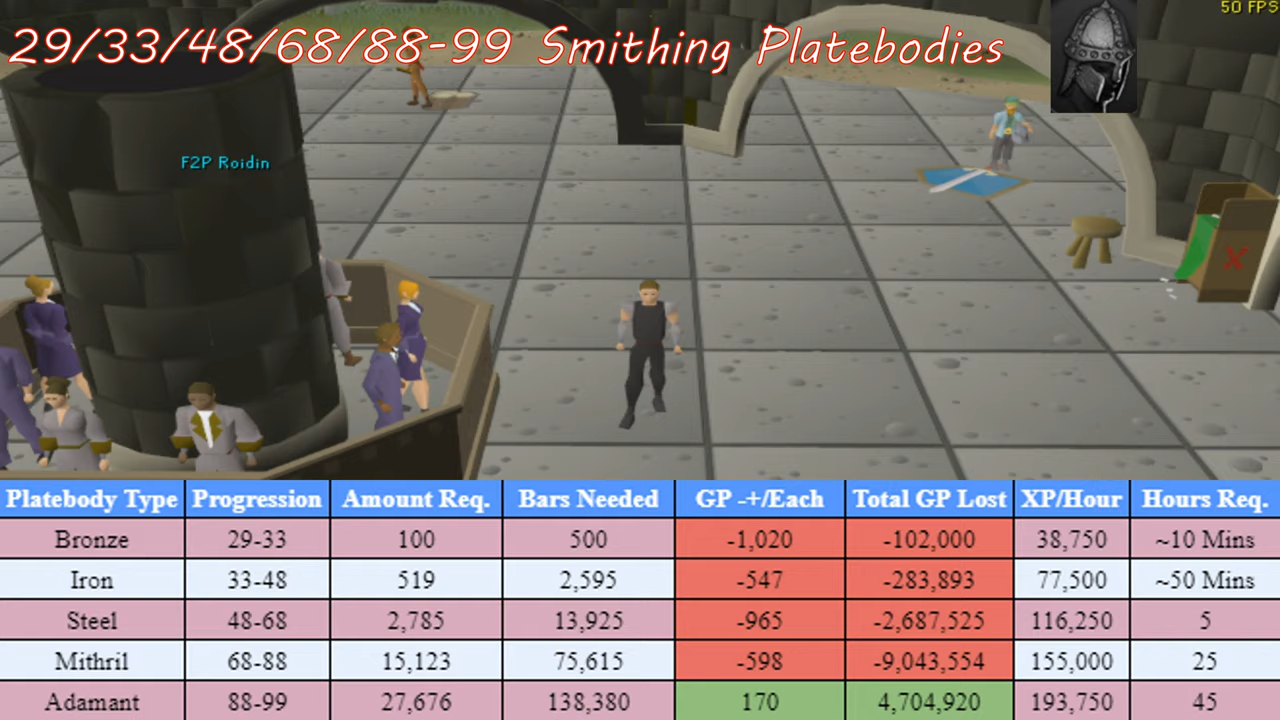 50 FPS
29/33/48/68/88-99 Smithing Platebodies
F2P Roidin
Platebody Type Progression Amount Req. Bars Needed GP -+/Each Total GP Lost XP/Hour Hours Req.
Bronze 29-33 100 500 -1,020 -102,000 38,750 ~10 Mins
Iron 33-48 519 2,595 -547 -283,893 77,500 ~50 Mins
Steel 48-68 2,785 13,925 -965 -2,687,525 116,250 5
Mithril 68-88 15,123 75,615 -598 -9,043,554 155,000 25
Adamant 88-99 27,676 138,380 170 4,704,920 193,750 45